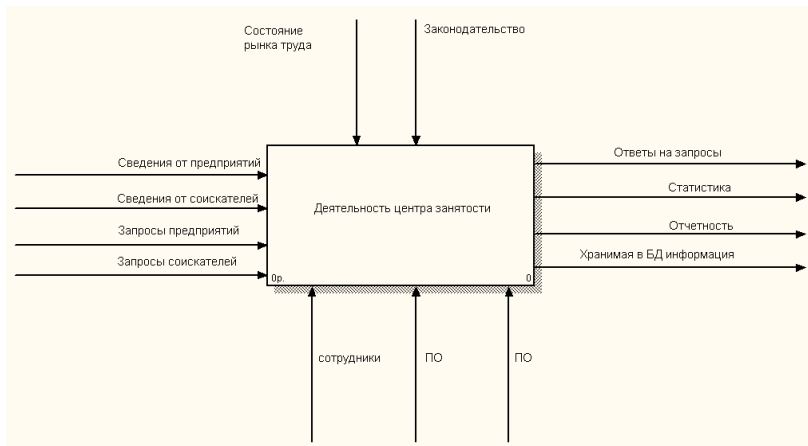 Состояние
рынка труда
Законодательство
Сведения от предприятий
Сведения от соискателей
Запросы предприятий
Запросы соискателей
Деятельность центра занятости
0р.
0
Ответы на запросы
Статистика
Отчетность
Хранимая в БД информация
сотрудники
ПО
ПО